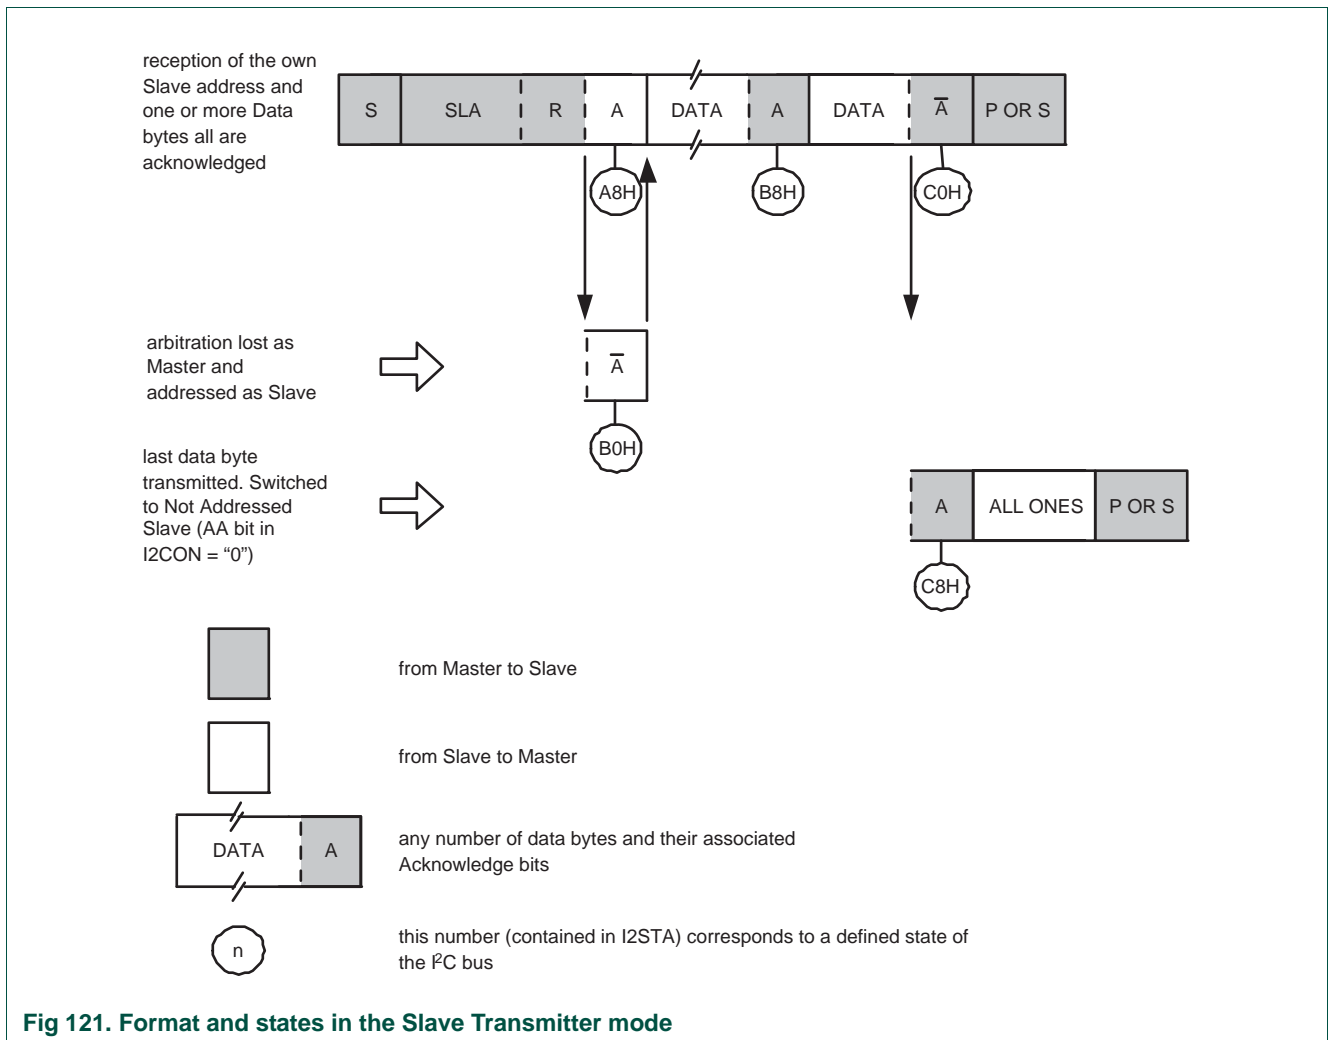 reception of the own
Slave address and
one or more Data
bytes all are
acknowledged
S SLA R A DATA A DATA A̅ P OR S
A8H B8H C0H
arbitration lost as
Master and
addressed as Slave
A̅
B0H
last data byte
transmitted. Switched
to Not Addressed
Slave (AA bit in
I2CON = “0”)
A ALL ONES P OR S
C8H
from Master to Slave
from Slave to Master
DATA A
any number of data bytes and their associated
Acknowledge bits
n
this number (contained in I2STA) corresponds to a defined state of
the I²C bus
Fig 121. Format and states in the Slave Transmitter mode